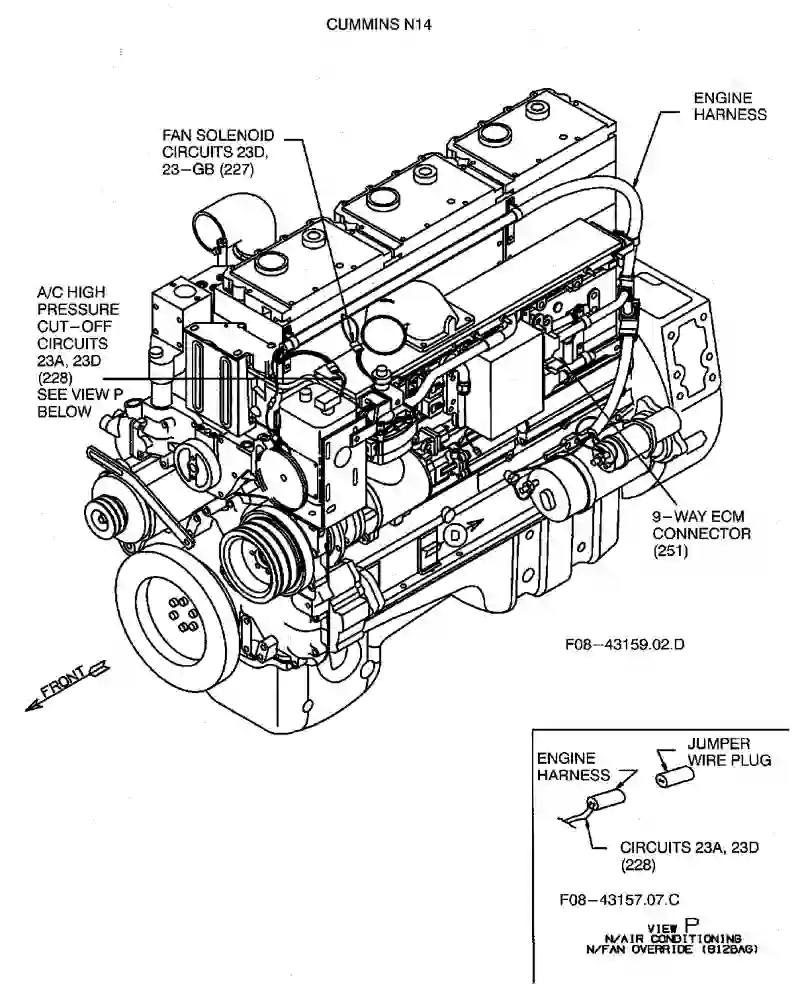 CUMMINS N14
ENGINE
HARNESS
FAN SOLENOID
CIRCUITS 23D,
23-GB (227)
A/C HIGH
PRESSURE
CUT-OFF
CIRCUITS
23A, 23D
(228)
SEE VIEW P
BELOW
9-WAY ECM
CONNECTOR
(251)
F08-43159.02.D
FRONT
JUMPER
WIRE PLUG
ENGINE
HARNESS
CIRCUITS 23A, 23D
(228)
F08-43157.07.C
VIEW P
N/AIR CONDITIONING
N/FAN OVERRIDE (812BAG)